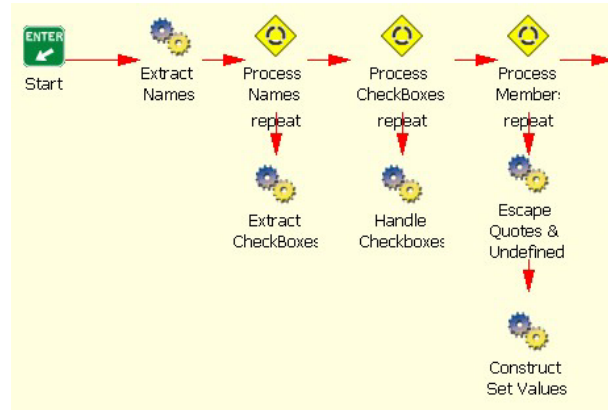 ENTER
Start
Extract
Names
Process
Names
repeat
Extract
CheckBoxes
Process
CheckBoxes
repeat
Handle
Checkboxes
Process
Members
repeat
Escape
Quotes &
Undefined
Construct
Set Values